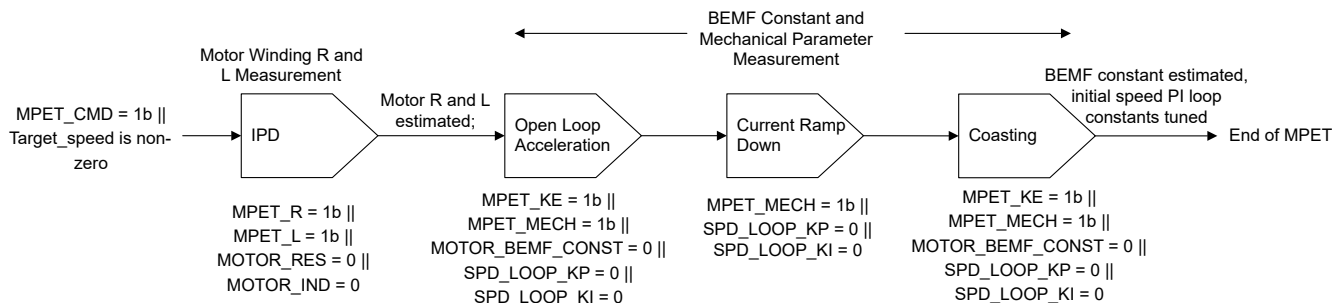 BEMF Constant and
Mechanical Parameter
Measurement
Motor Winding R and
L Measurement
MPET_CMD = 1b ||
Target_speed is non-
zero
IPD
Motor R and L
estimated;
Open Loop
Acceleration
Current Ramp
Down
Coasting
BEMF constant estimated,
initial speed PI loop
constants tuned
End of MPET
MPET_R = 1b ||
MPET_L = 1b ||
MOTOR_RES = 0 ||
MOTOR_IND = 0
MPET_KE = 1b ||
MPET_MECH = 1b ||
MOTOR_BEMF_CONST = 0 ||
SPD_LOOP_KP = 0 ||
SPD_LOOP_KI = 0
MPET_MECH = 1b ||
SPD_LOOP_KP = 0 ||
SPD_LOOP_KI = 0
MPET_KE = 1b ||
MPET_MECH = 1b ||
MOTOR_BEMF_CONST = 0 ||
SPD_LOOP_KP = 0 ||
SPD_LOOP_KI = 0